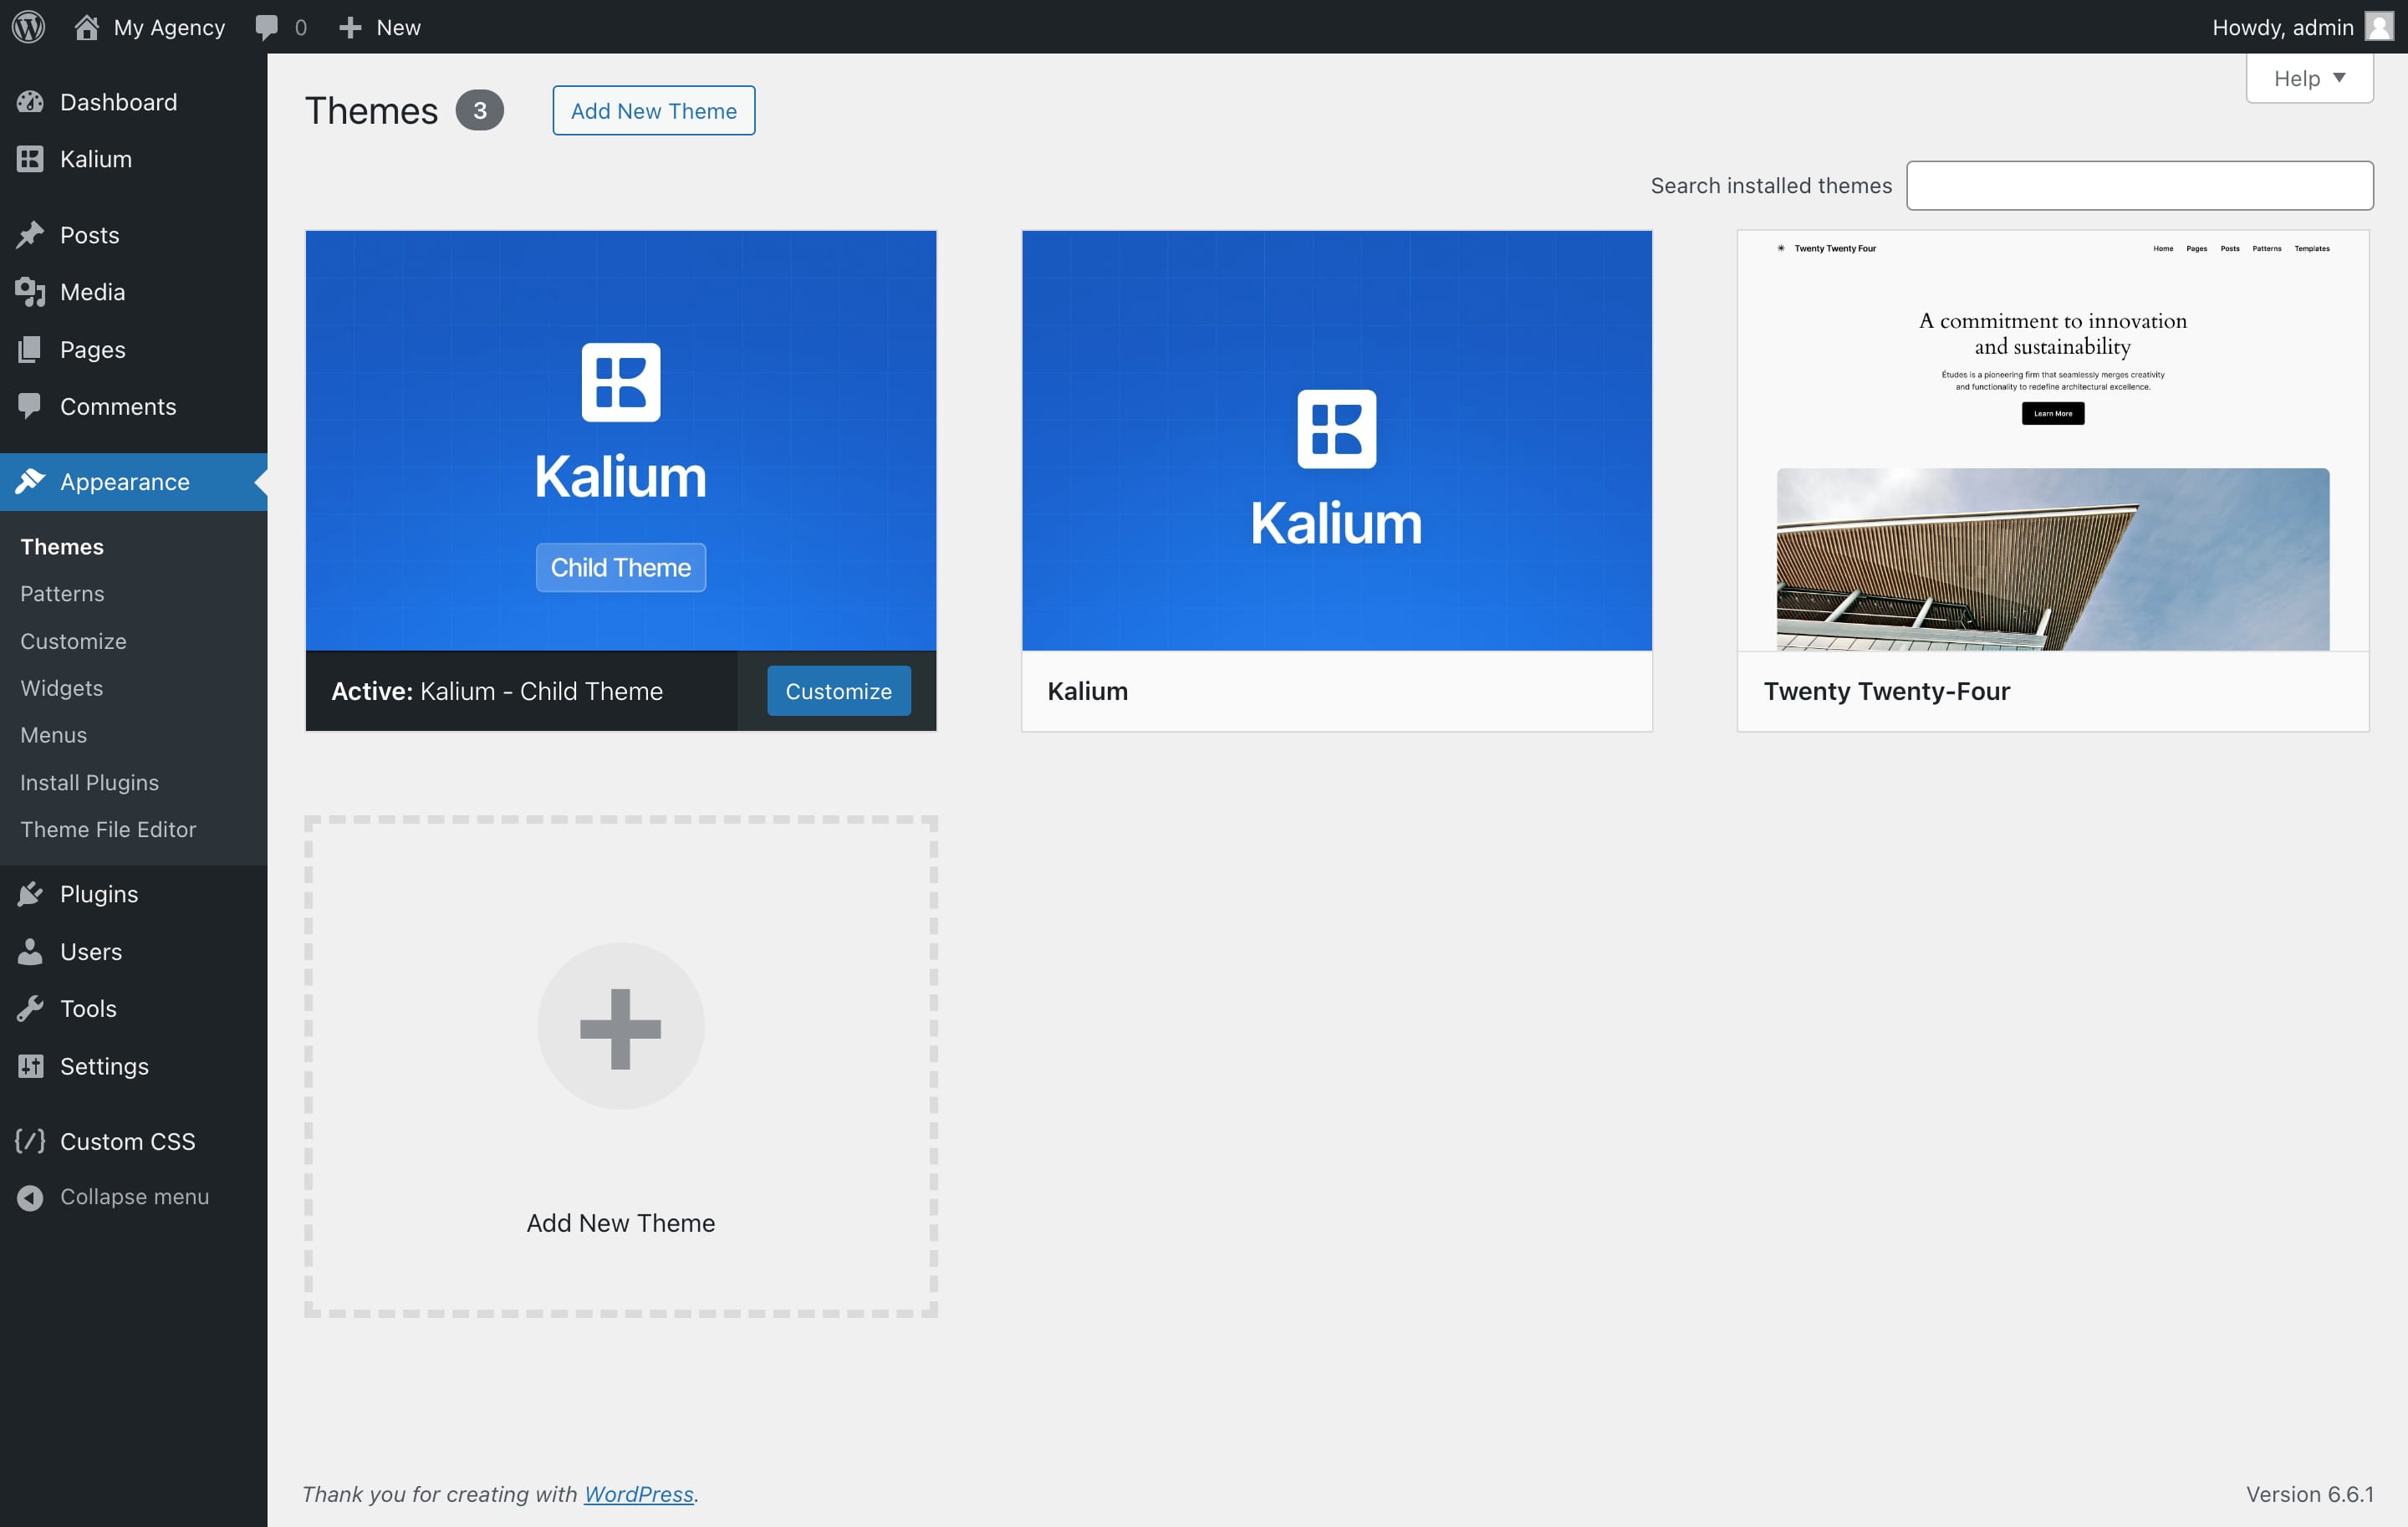 My Agency
0
New
Howdy, admin
Dashboard
Kalium
Posts
Media
Pages
Comments
Appearance
Themes
Patterns
Customize
Widgets
Menus
Install Plugins
Theme File Editor
Plugins
Users
Tools
Settings
Custom CSS
Collapse menu
Themes 3
Add New Theme
Help
Search installed themes
Kalium
Child Theme
Active: Kalium - Child Theme
Customize
Kalium
Kalium
Twenty Twenty Four
Home Pages Posts Patterns Templates
A commitment to innovation
and sustainability
Études is a pioneering firm that seamlessly merges creativity
and functionality to redefine architectural excellence.
Learn More
Twenty Twenty-Four
Add New Theme
Thank you for creating with WordPress.
Version 6.6.1